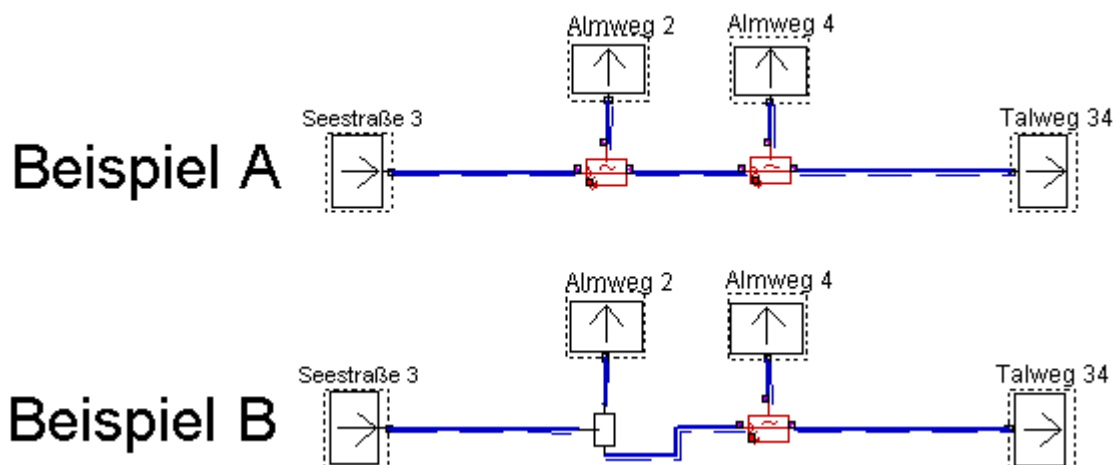 Almweg 2
Almweg 4
Seestraße 3
Talweg 34
Beispiel A
Almweg 2
Almweg 4
Seestraße 3
Talweg 34
Beispiel B